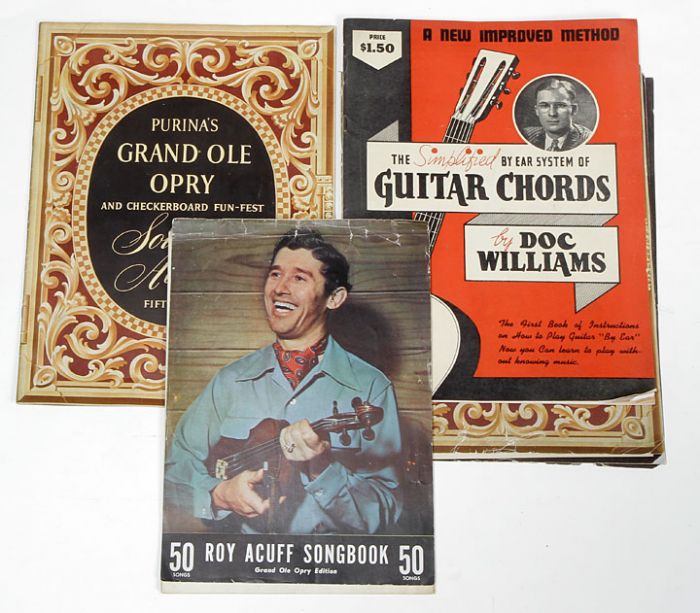 PURINA'S
GRAND OLE
OPRY
AND CHECKERBOARD FUN-FEST
PRICE
$1.50
A NEW IMPROVED METHOD
THE Simplified BY EAR SYSTEM OF
GUITAR CHORDS
by DOC
WILLIAMS
The First Book of Instructions
on How to Play Guitar "By Ear"
Now you Can learn to play with-
out knowing music.
50 SONGS
ROY ACUFF SONGBOOK
Grand Ole Opry Edition
50 SONGS